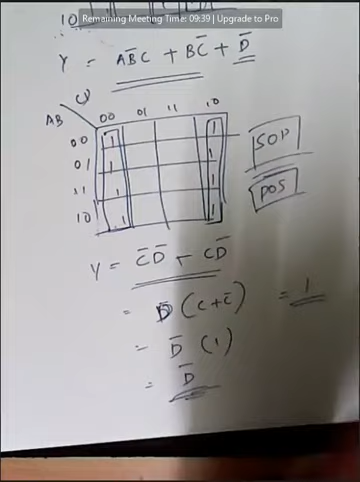 10
Remaining Meeting Time: 09:39 | Upgrade to Pro
Y = AB̅C + BC̅ + D̅
AB
00 01 11 10
00 1 1
01 1 1
11 1 1
10 1 1
SOP
POS
Y = C̅D̅ + CD̅
= D̅ (C+C̅) = 1
= D̅ (1)
= D̅